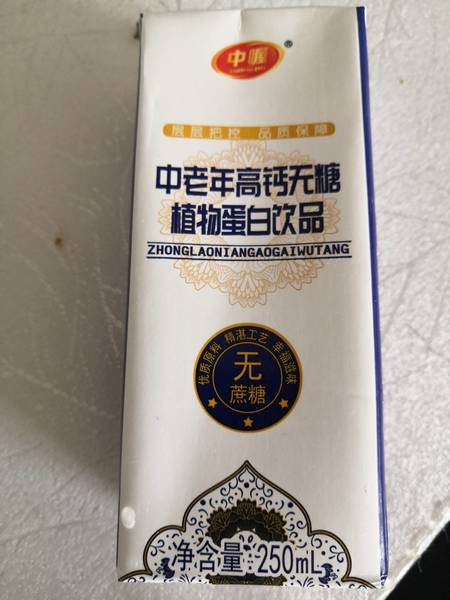 中喔
®
层层把控 品质保障
中老年高钙无糖
植物蛋白饮品
ZHONGLAONIANGAOGAIWUTANG
优质原料 精湛工艺 幸福滋味
无
蔗糖
净含量:250mL